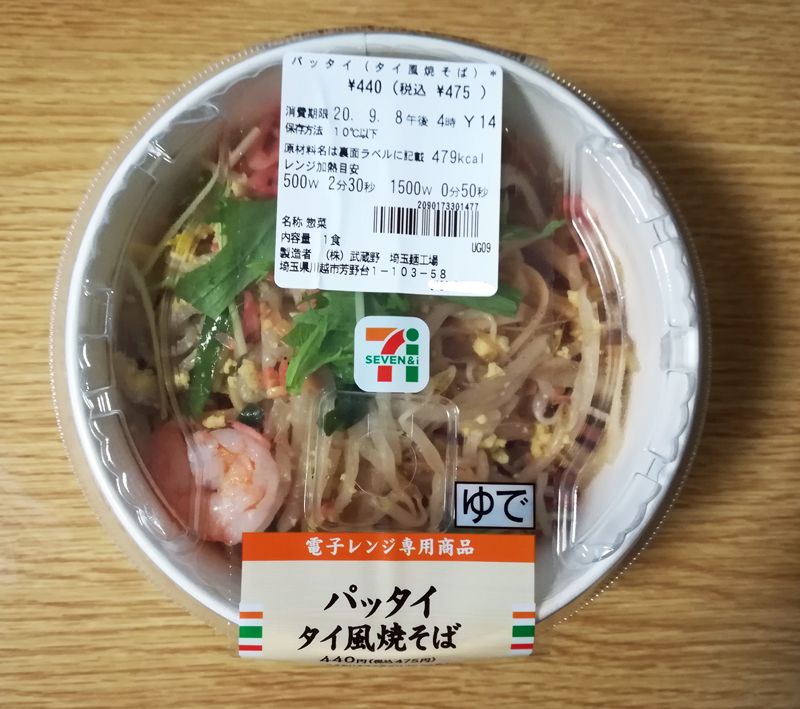 パッタイ(タイ風焼そば)*
¥440(税込 ¥475 )
消費期限 20. 9. 8午後 4時 Y14
保存方法 10℃以下
原材料名は裏面ラベルに記載 479kcal
レンジ加熱目安
500W 2分30秒 1500W 0分50秒
2090173301477
名称 惣菜
内容量 1食
UG09
製造者 (株)武蔵野 埼玉麺工場
埼玉県川越市芳野台1-103-58
SEVEN&i
ゆで
電子レンジ専用商品
パッタイ
タイ風焼そば
440円(税込475円)